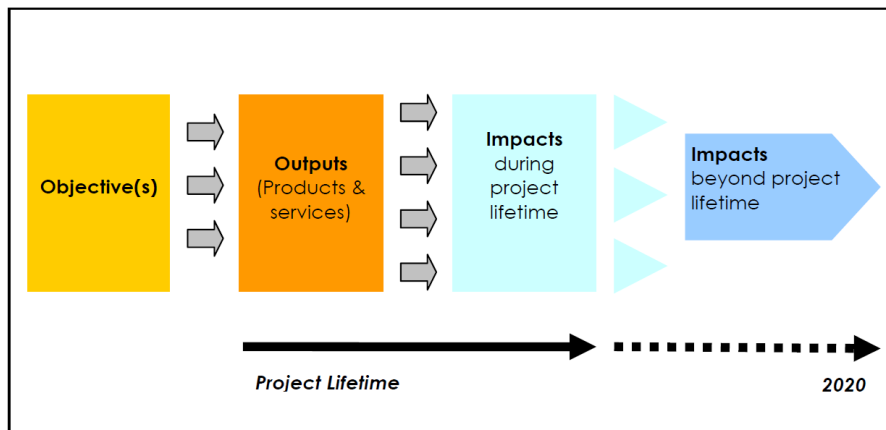 Objective(s)
Outputs
(Products &
services)
Impacts
during
project
lifetime
Impacts
beyond project
lifetime
Project Lifetime
2020